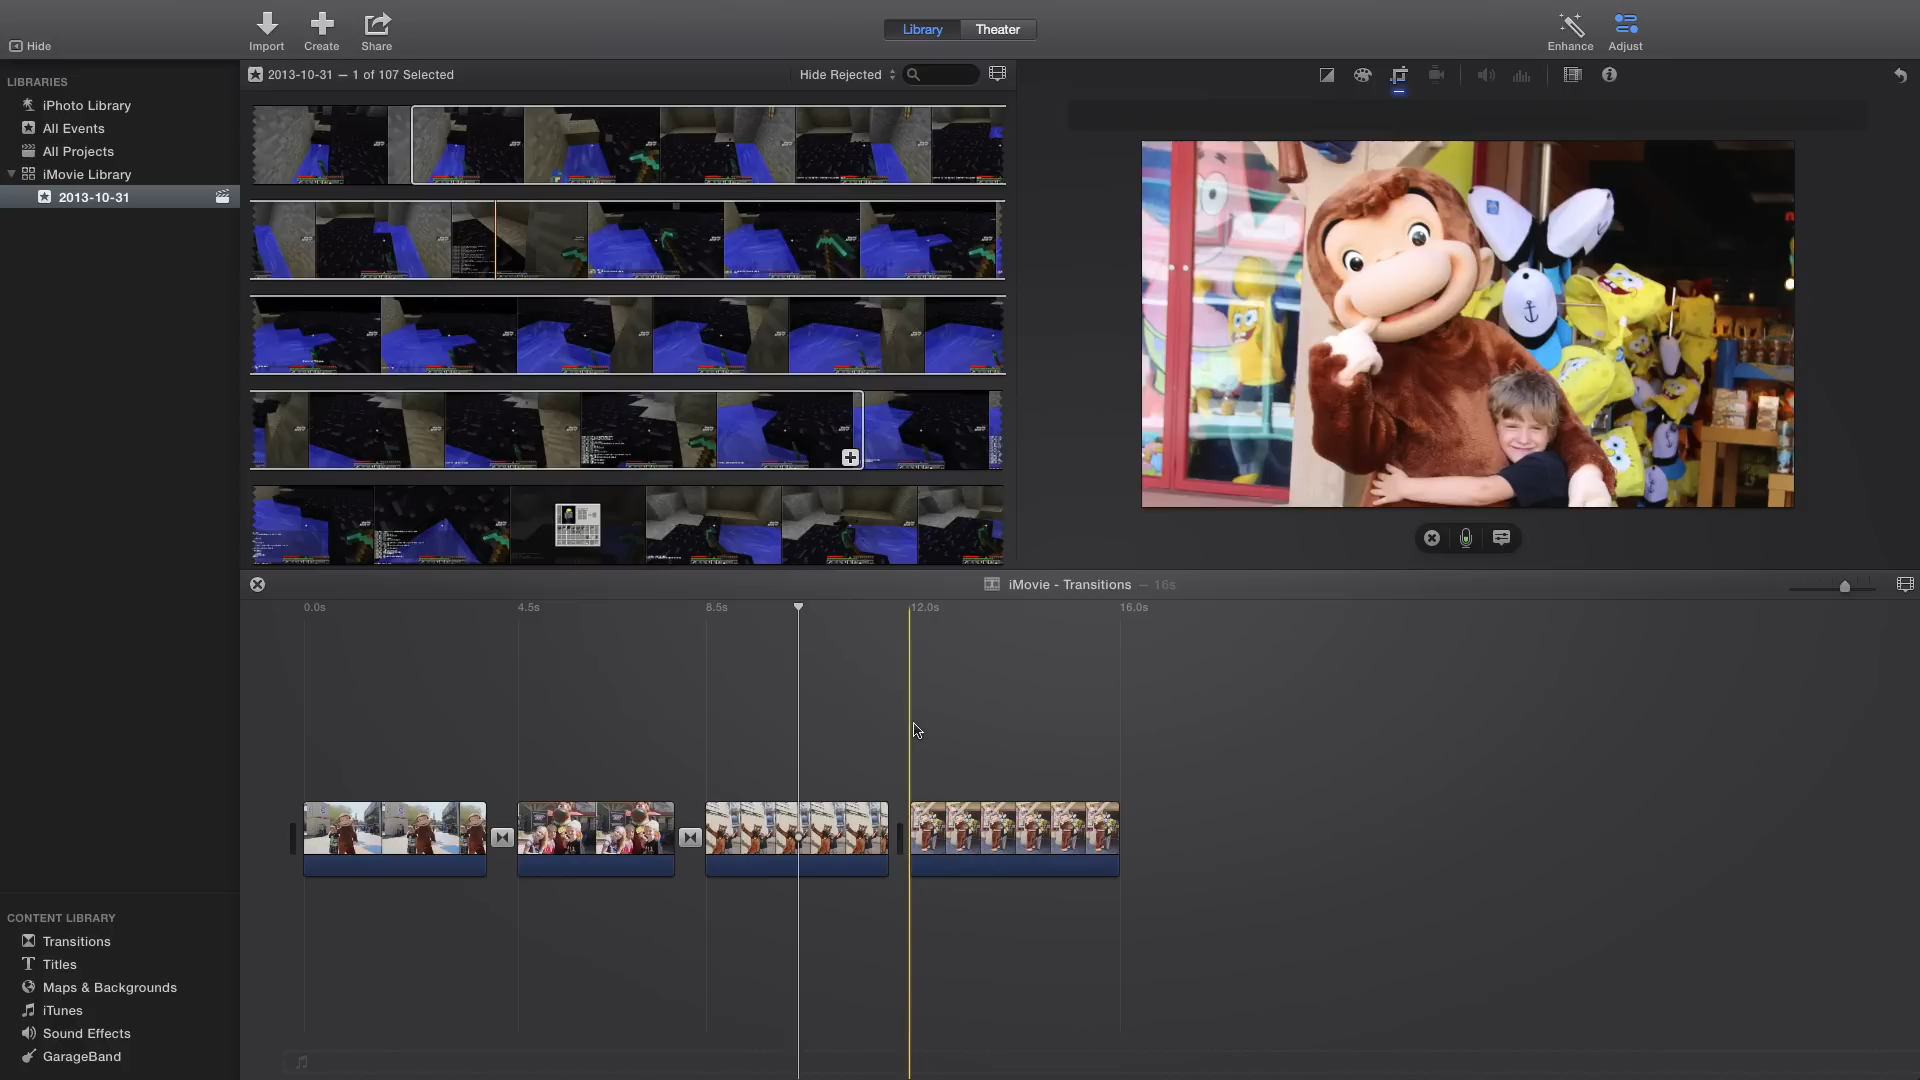 Hide
Import
Create
Share
Library
Theater
Enhance
Adjust
LIBRARIES
iPhoto Library
All Events
All Projects
iMovie Library
2013-10-31
2013-10-31 — 1 of 107 Selected
Hide Rejected
iMovie - Transitions — 16s
0.0s
4.5s
8.5s
12.0s
16.0s
CONTENT LIBRARY
Transitions
Titles
Maps & Backgrounds
iTunes
Sound Effects
GarageBand